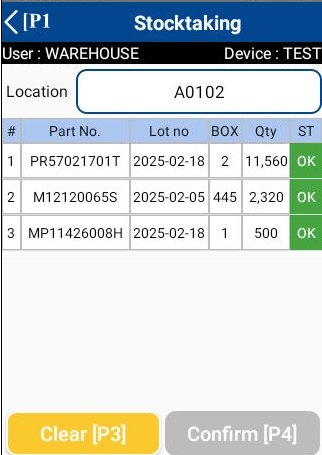 [P1 Stocktaking
User : WAREHOUSE Device : TEST
Location A0102
# Part No. Lot no BOX Qty ST
1 PR57021701T 2025-02-18 2 11,560 OK
2 M12120065S 2025-02-05 445 2,320 OK
3 MP11426008H 2025-02-18 1 500 OK
Clear [P3] Confirm [P4]